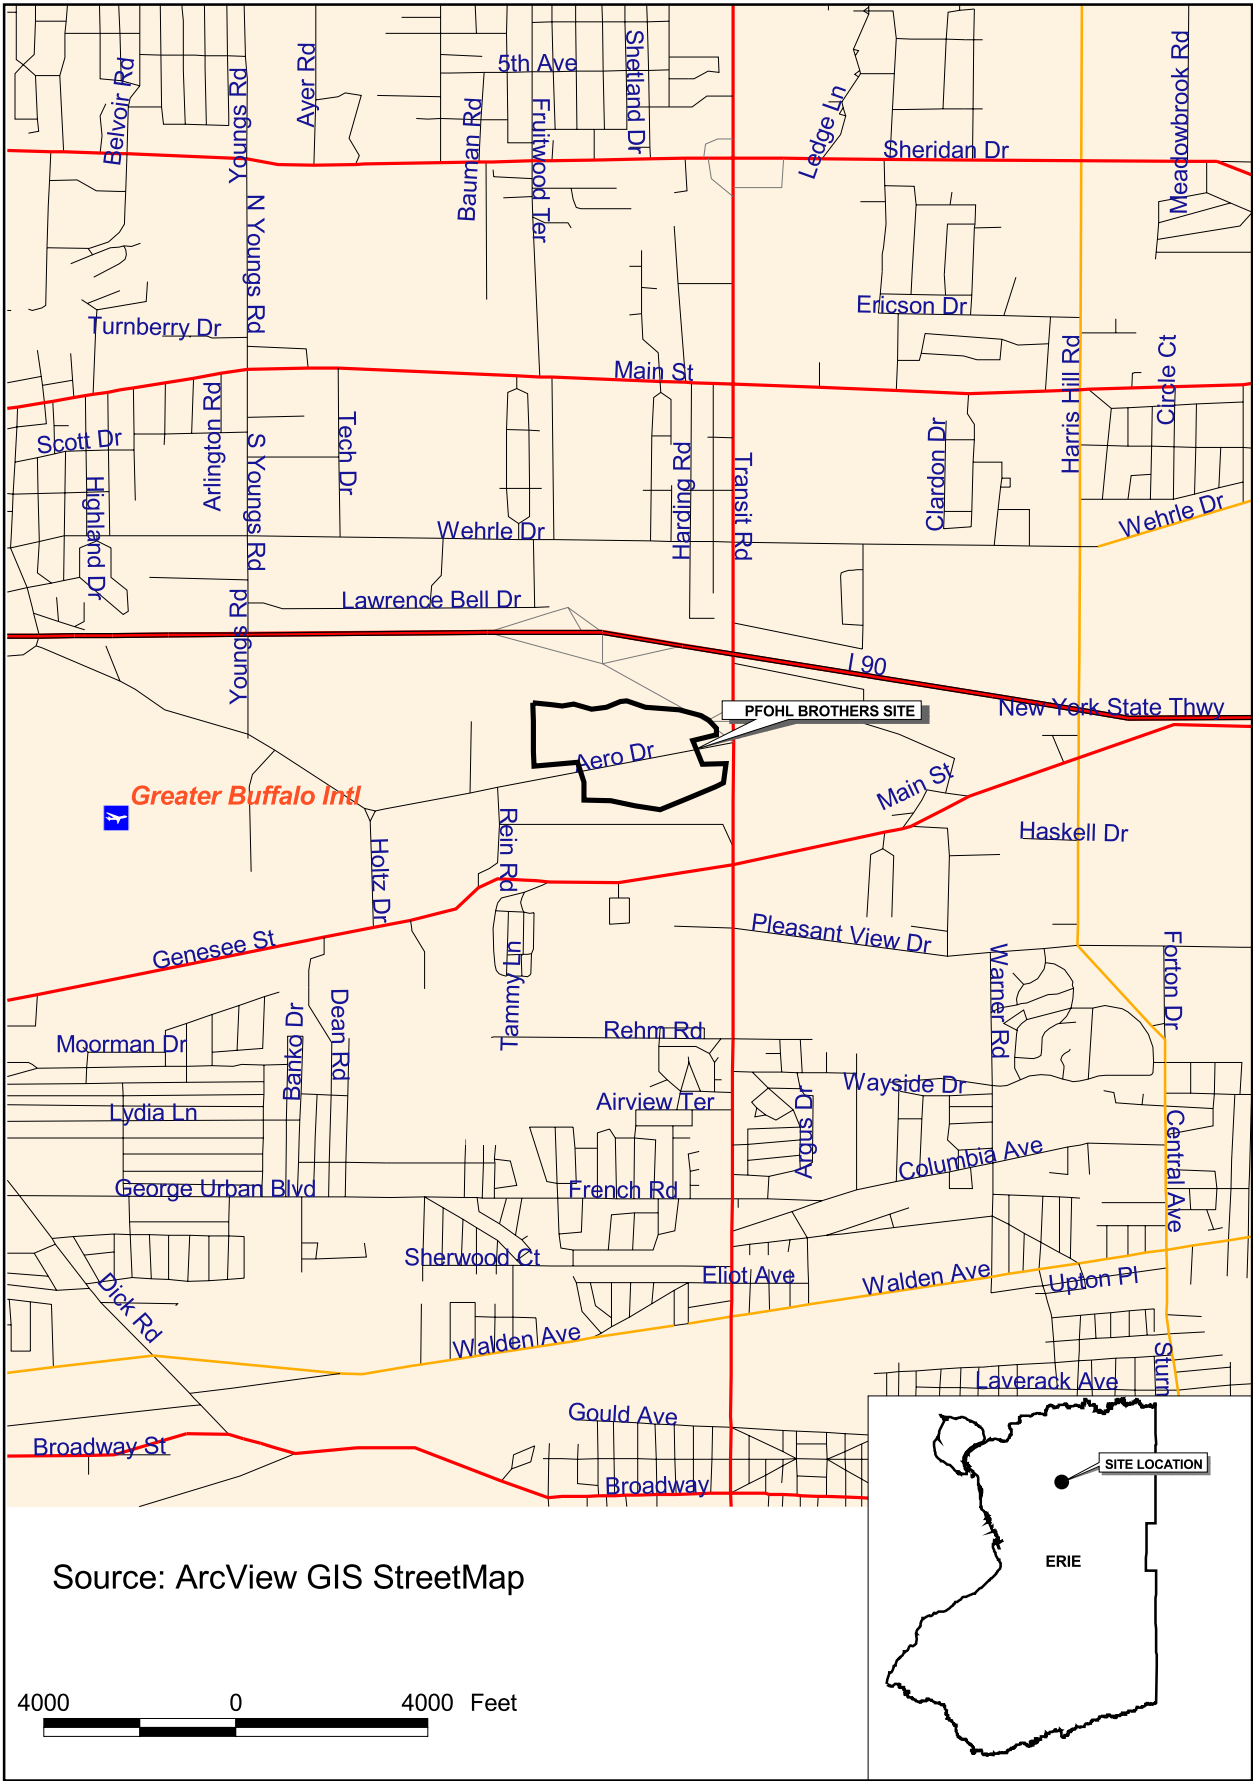 5th Ave
Shetland Dr
Ayer Rd
Belvoir Rd
Youngs Rd
Bauman Rd
Fruitwood Ter
Ledge Ln
Sheridan Dr
Meadowbrook Rd
N Youngs Rd
Turnberry Dr
Ericson Dr
Main St
Harris Hill Rd
Circle Ct
Scott Dr
Arlington Rd
Tech Dr
S Youngs Rd
Highland Dr
Harding Rd
Transit Rd
Clardon Dr
Wehrle Dr
Wehrle Dr
Lawrence Bell Dr
Youngs Rd
I 90
New York State Thwy
PFOHL BROTHERS SITE
Aero Dr
Main St
Greater Buffalo Intl
Rein Rd
Holtz Dr
Haskell Dr
Genesee St
Pleasant View Dr
Tammy Ln
Warner Rd
Forton Dr
Banko Dr
Dean Rd
Moorman Dr
Rehm Rd
Wayside Dr
Lydia Ln
Airview Ter
Argus Dr
Columbia Ave
Central Ave
George Urban Blvd
French Rd
Sherwood Ct
Eliot Ave
Walden Ave
Upton Pl
Dick Rd
Walden Ave
Sturm
Laverack Ave
Gould Ave
Broadway St
Broadway
SITE LOCATION
ERIE
Source: ArcView GIS StreetMap
4000 0 4000 Feet